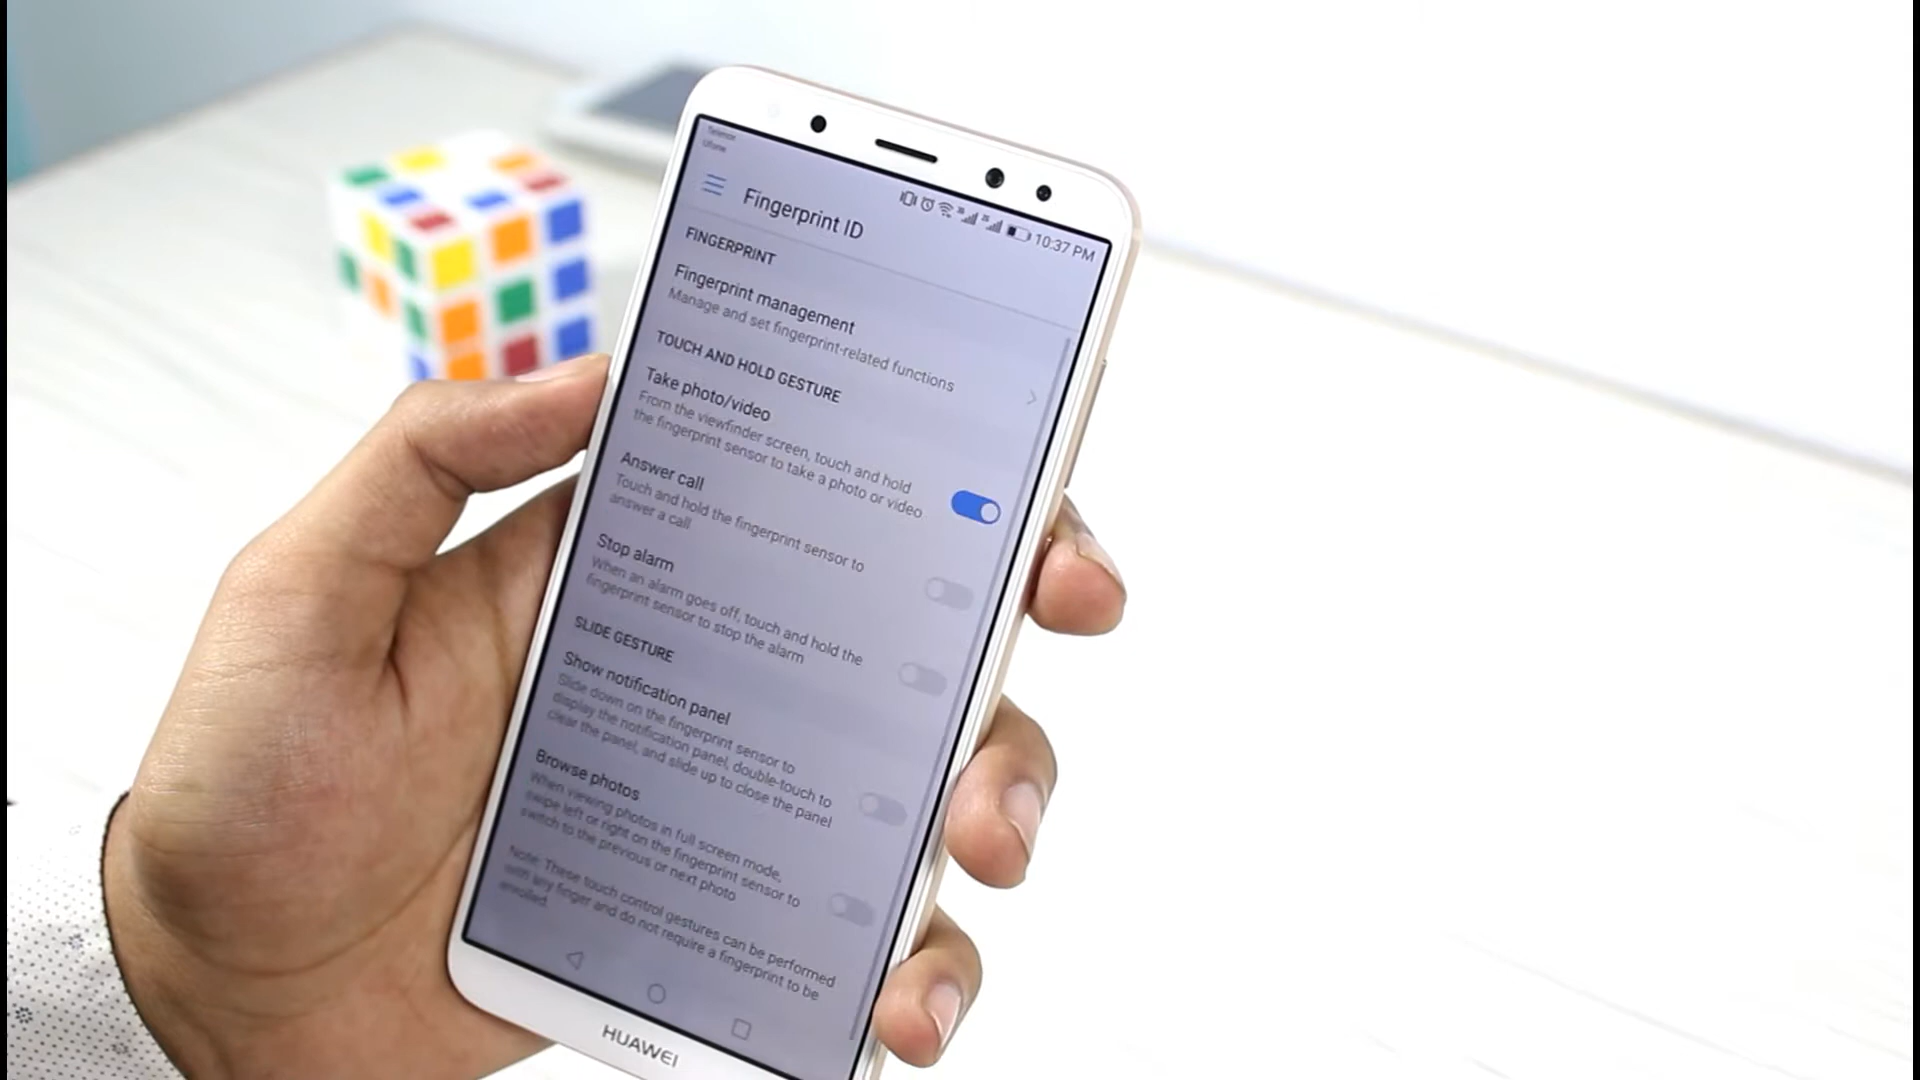 Telenor
Ufone
10:37 PM
Fingerprint ID
FINGERPRINT
Fingerprint management
Manage and set fingerprint-related functions
TOUCH AND HOLD GESTURE
Take photo/video
From the viewfinder screen, touch and hold
the fingerprint sensor to take a photo or video
Answer call
Touch and hold the fingerprint sensor to
answer a call
Stop alarm
When an alarm goes off, touch and hold the
fingerprint sensor to stop the alarm
SLIDE GESTURE
Show notification panel
Slide down on the fingerprint sensor to
display the notification panel, double-touch to
clear the panel, and slide up to close the panel
Browse photos
When viewing photos in full screen mode,
swipe left or right on the fingerprint sensor to
switch to the previous or next photo
Note: These touch control gestures can be performed
with any finger and do not require a fingerprint to be
enrolled.
HUAWEI